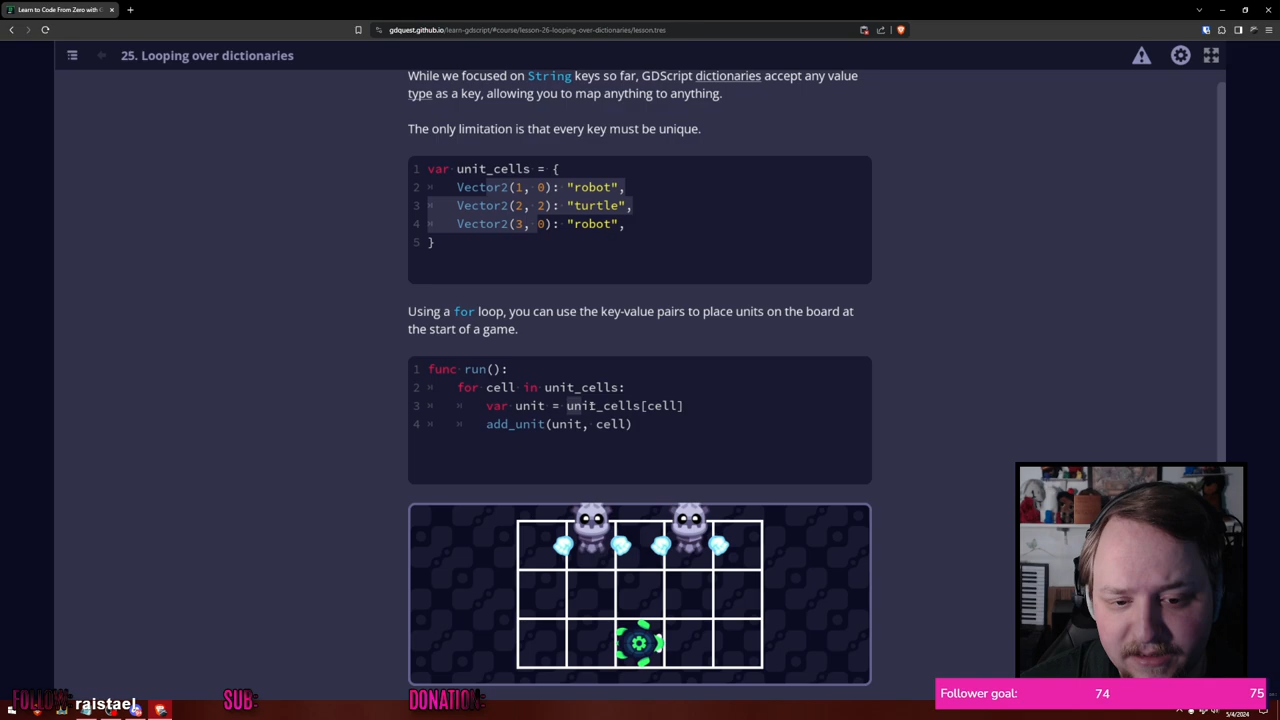 Learn to Code From Zero with G
gdquest.github.io/learn-gdscript/#course/lesson-26-looping-over-dictionaries/lesson.tres
25. Looping over dictionaries
While we focused on String keys so far, GDScript dictionaries accept any value
type as a key, allowing you to map anything to anything.
The only limitation is that every key must be unique.
1 var unit_cells = {
2 Vector2(1, 0): "robot",
3 Vector2(2, 2): "turtle",
4 Vector2(3, 0): "robot",
5 }
Using a for loop, you can use the key-value pairs to place units on the board at
the start of a game.
1 func run():
2 for cell in unit_cells:
3 var unit = unit_cells[cell]
4 add_unit(unit, cell)
FOLLOW: raistael SUB: DONATION:
Follower goal: 74 75
5/4/2024